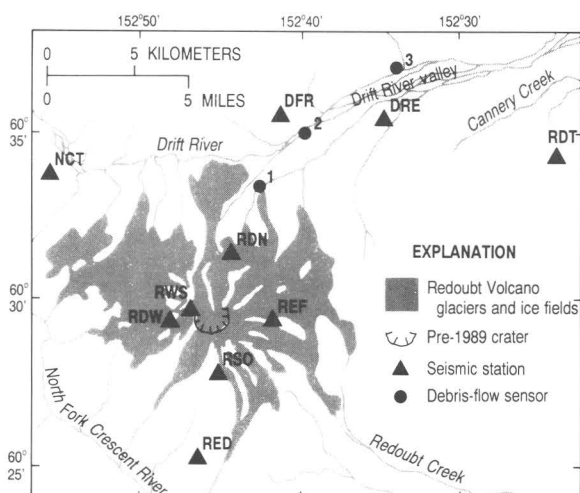 152°50' 152°40' 152°30'
0 5 KILOMETERS
0 5 MILES
3
Drift River valley
DFR
DRE
2
Cannery Creek
60°
35'
Drift River
RDT
NCT
1
RDN
EXPLANATION
Redoubt Volcano
glaciers and ice fields
Pre-1989 crater
Seismic station
Debris-flow sensor
60°
30'
RWS
RDW
REF
RSO
North Fork Crescent River
RED
Redoubt Creek
60°
25'